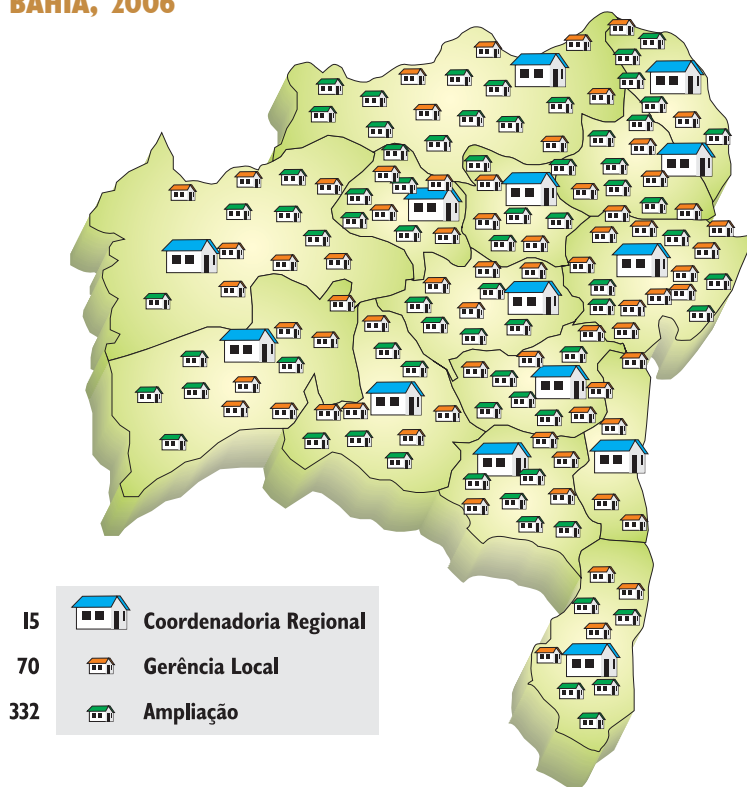 BAHIA, 2006
15 Coordenadoria Regional
70 Gerência Local
332 Ampliação